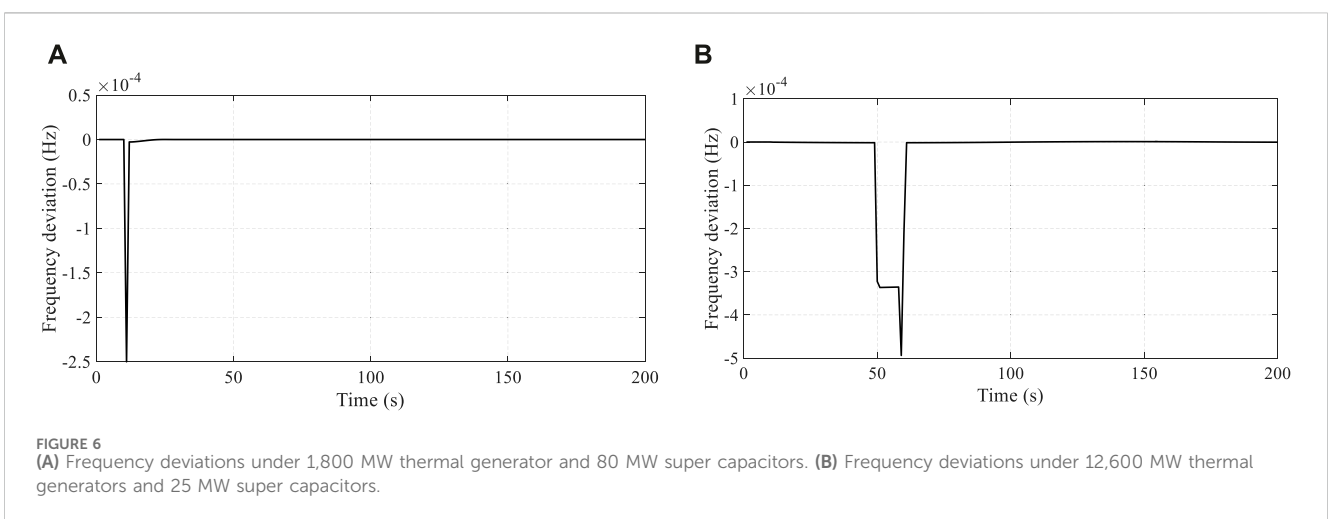 A
×10-4
0.5
0
-0.5
-1
-1.5
-2
-2.5
Frequency deviation (Hz)
0 50 100 150 200
Time (s)
B
×10-4
1
0
-1
-2
-3
-4
-5
Frequency deviation (Hz)
0 50 100 150 200
Time (s)
FIGURE 6
(A) Frequency deviations under 1,800 MW thermal generator and 80 MW super capacitors. (B) Frequency deviations under 12,600 MW thermal
generators and 25 MW super capacitors.